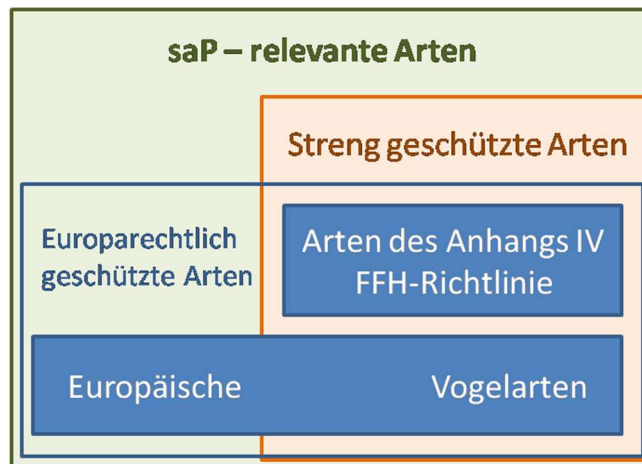 saP – relevante Arten
Streng geschützte Arten
Europarechtlich
geschützte Arten
Arten des Anhangs IV
FFH-Richtlinie
Europäische Vogelarten